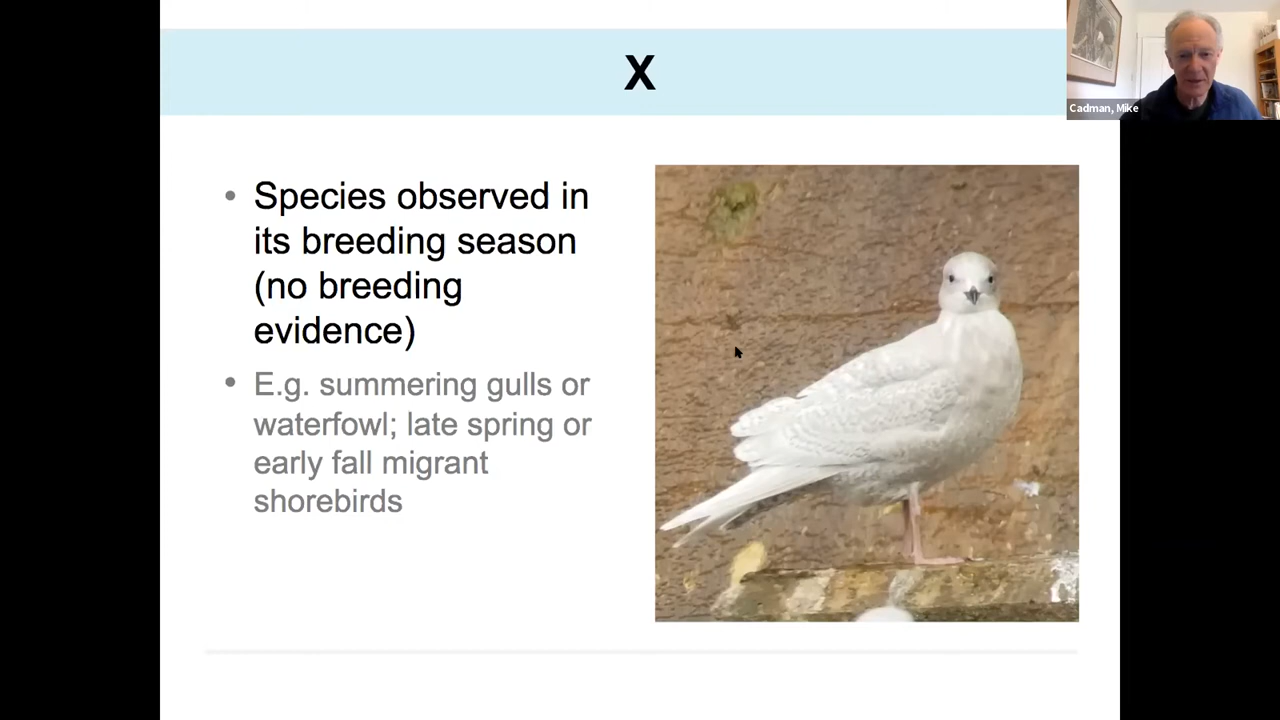 X
Cadman, Mike
Species observed in
its breeding season
(no breeding
evidence)
E.g. summering gulls or
waterfowl; late spring or
early fall migrant
shorebirds